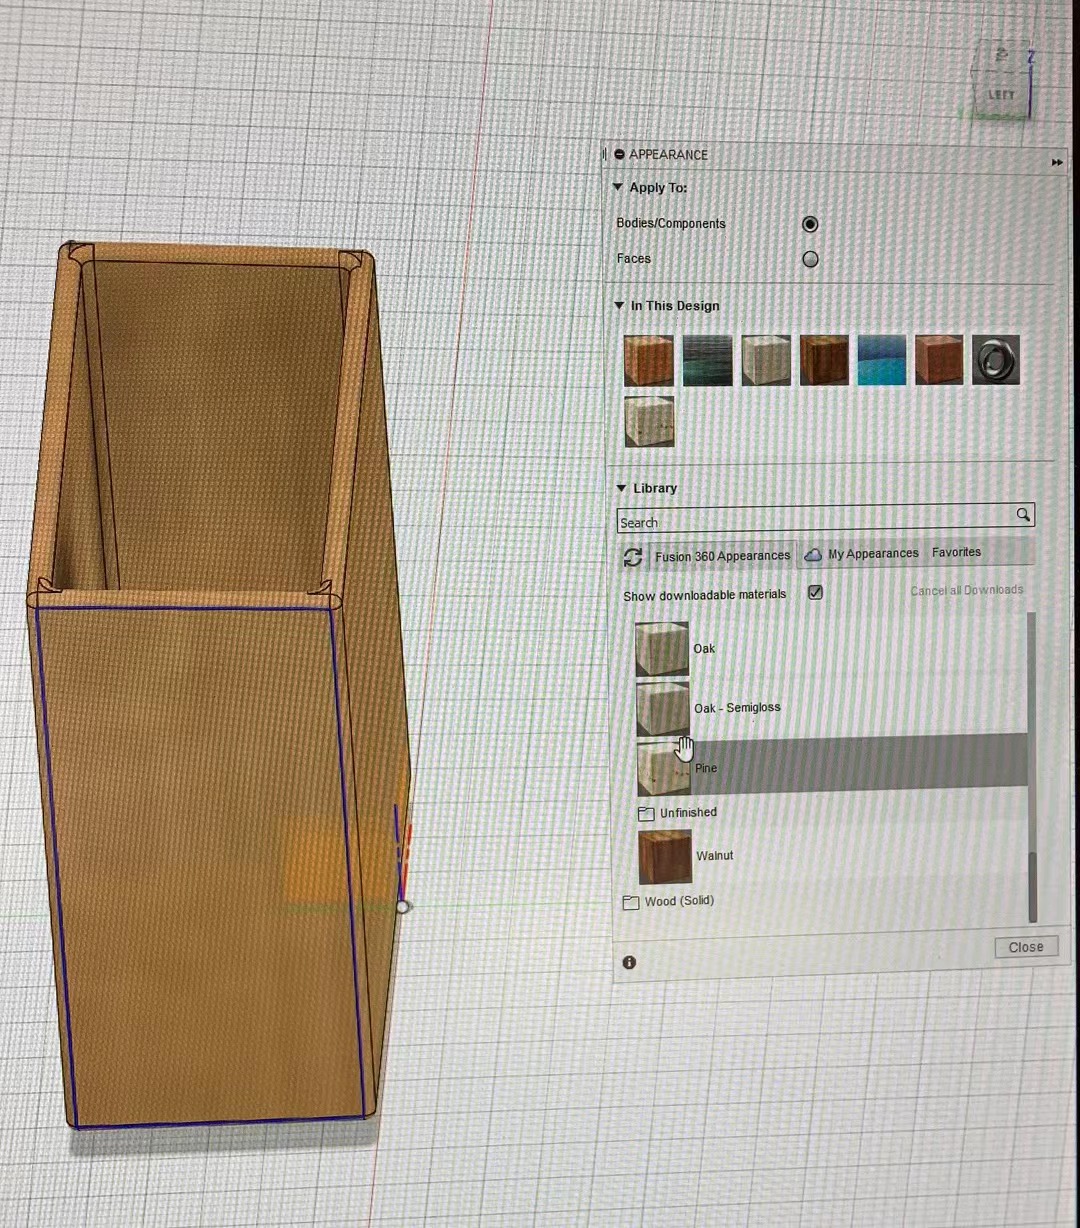 Z
LEFT
APPEARANCE
Apply To:
Bodies/Components
Faces
In This Design
Library
Search
Fusion 360 Appearances My Appearances Favorites
Show downloadable materials Cancel all Downloads
Oak
Oak - Semigloss
Pine
Unfinished
Walnut
Wood (Solid)
Close